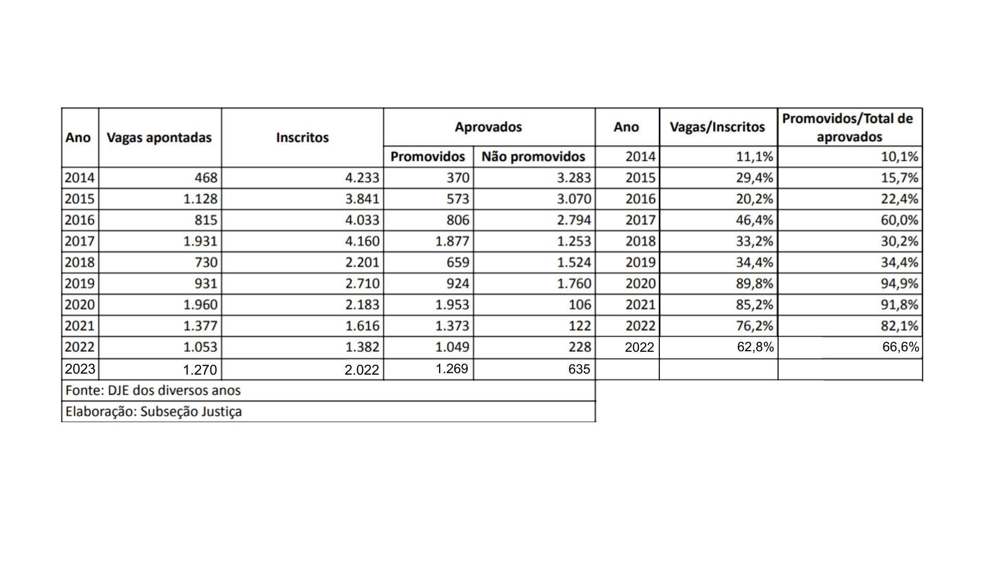 Ano Vagas apontadas Inscritos Aprovados Ano Vagas/Inscritos Promovidos/Total de aprovados
Promovidos Não promovidos 2014 11,1% 10,1%
2014 468 4.233 370 3.283 2015 29,4% 15,7%
2015 1.128 3.841 573 3.070 2016 20,2% 22,4%
2016 815 4.033 806 2.794 2017 46,4% 60,0%
2017 1.931 4.160 1.877 1.253 2018 33,2% 30,2%
2018 730 2.201 659 1.524 2019 34,4% 34,4%
2019 931 2.710 924 1.760 2020 89,8% 94,9%
2020 1.960 2.183 1.953 106 2021 85,2% 91,8%
2021 1.377 1.616 1.373 122 2022 76,2% 82,1%
2022 1.053 1.382 1.049 228 2022 62,8% 66,6%
2023 1.270 2.022 1.269 635
Fonte: DJE dos diversos anos
Elaboração: Subseção Justiça